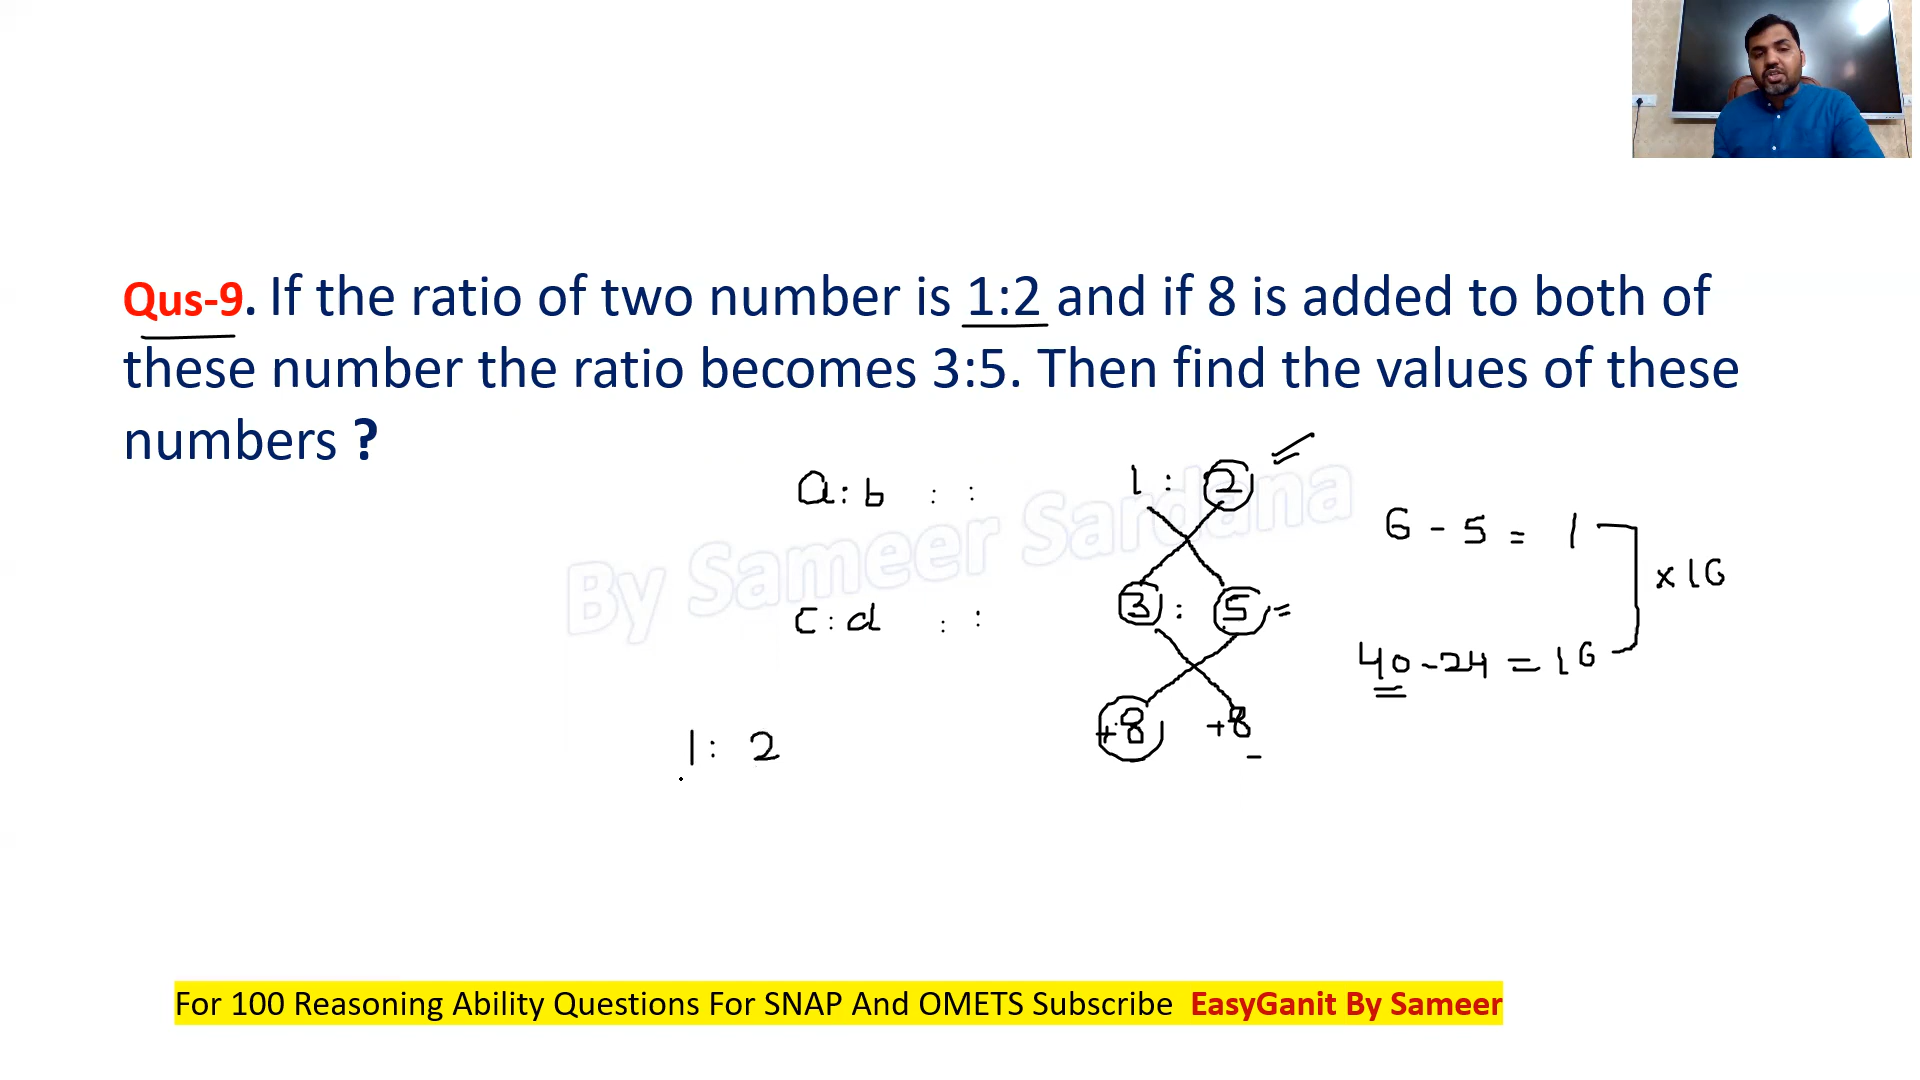 Qus-9. If the ratio of two number is 1:2 and if 8 is added to both of
these number the ratio becomes 3:5. Then find the values of these
numbers ?
a:b : : 1 : 2
6 - 5 = 1
x 16
c:d : : 3 : 5 =
40 - 24 = 16
+8 +8
1 : 2
By Sameer Sardana
For 100 Reasoning Ability Questions For SNAP And OMETS Subscribe EasyGanit By Sameer